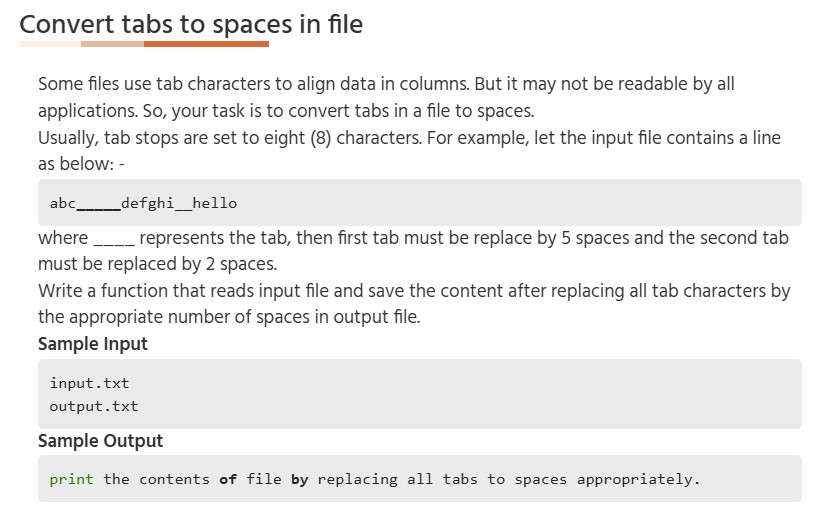 Convert tabs to spaces in file
Some files use tab characters to align data in columns. But it may not be readable by all
applications. So, your task is to convert tabs in a file to spaces.
Usually, tab stops are set to eight (8) characters. For example, let the input file contains a line
as below: -
abc_____defghi__hello
where ____ represents the tab, then first tab must be replace by 5 spaces and the second tab
must be replaced by 2 spaces.
Write a function that reads input file and save the content after replacing all tab characters by
the appropriate number of spaces in output file.
Sample Input
input.txt
output.txt
Sample Output
print the contents of file by replacing all tabs to spaces appropriately.